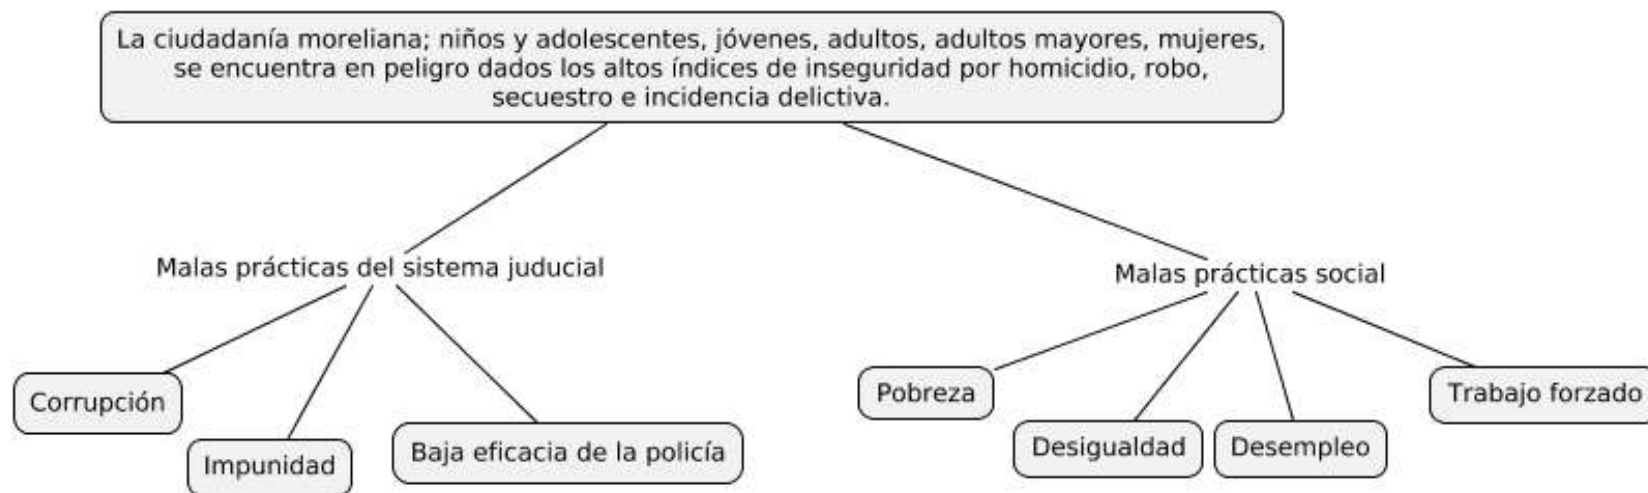 La ciudadanía moreliana; niños y adolescentes, jóvenes, adultos, adultos mayores, mujeres,
se encuentra en peligro dados los altos índices de inseguridad por homicidio, robo,
secuestro e incidencia delictiva.
Malas prácticas del sistema juducial
Malas prácticas social
Corrupción
Impunidad
Baja eficacia de la policía
Pobreza
Desigualdad
Desempleo
Trabajo forzado